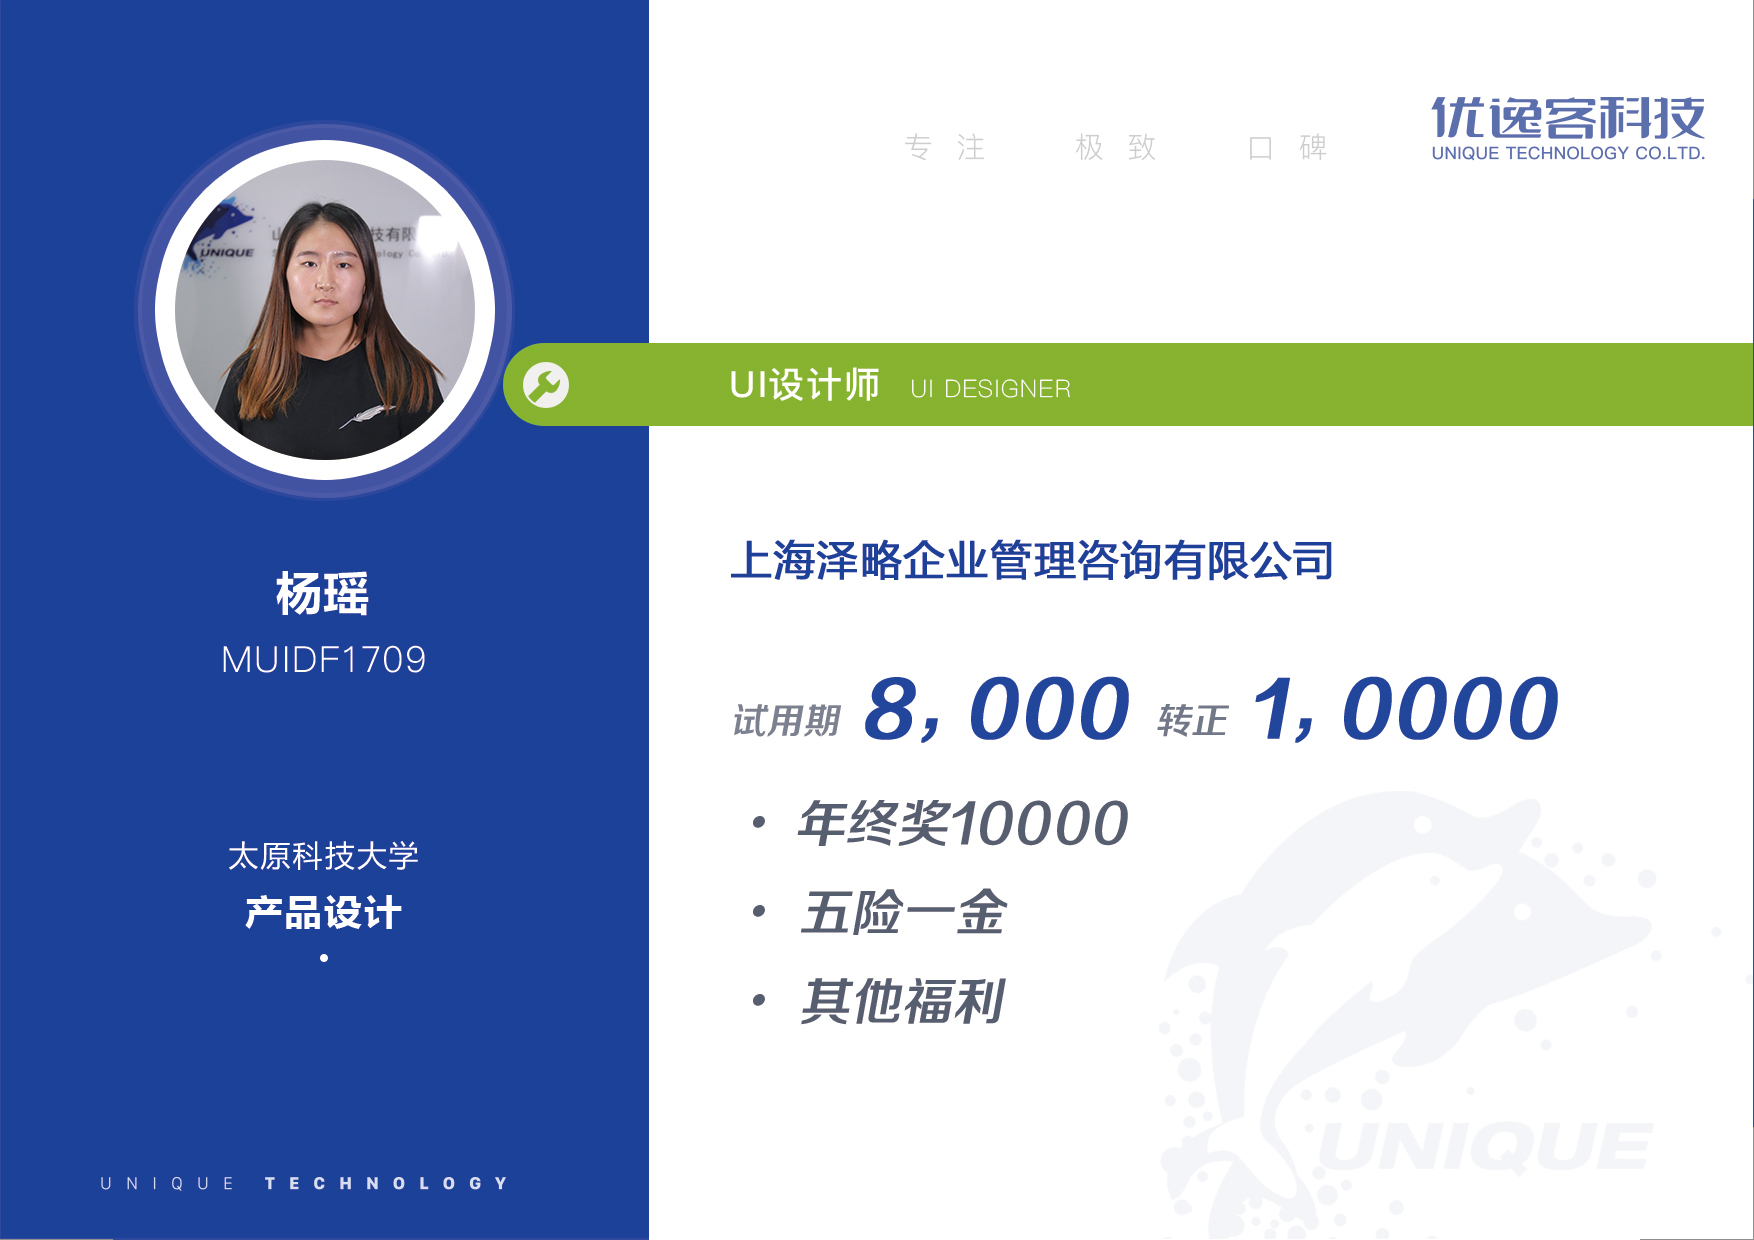 专注 极致 口碑
优逸客科技
UNIQUE TECHNOLOGY CO.LTD.
技有限
UNIQUE
UI设计师 UI DESIGNER
杨瑶
MUIDF1709
太原科技大学
产品设计
UNIQUE TECHNOLOGY
上海泽略企业管理咨询有限公司
试用期 8,000 转正 1,0000
· 年终奖10000
· 五险一金
· 其他福利
UNIQUE